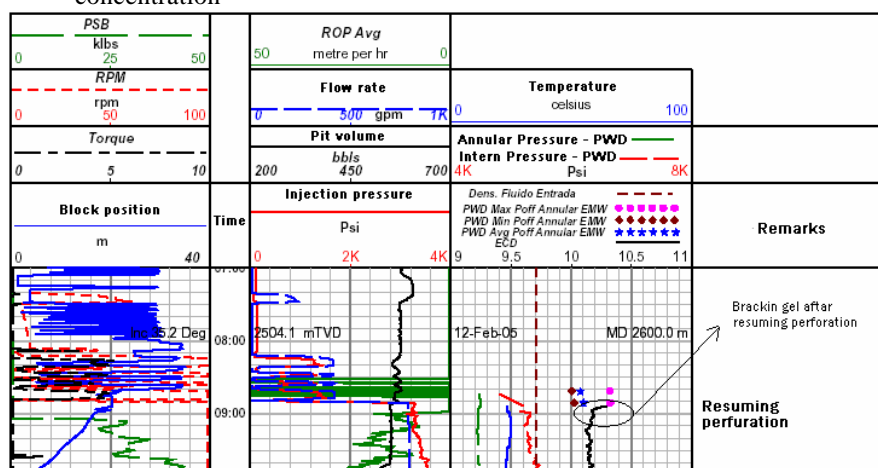 concentration
PSB
klbs
0 25 50
RPM
rpm
0 50 100
Torque
0 5 10
Block position
m
0 40
Time
ROP Avg
50 metre per hr 0
Flow rate
0 500 gpm 1K
Pit volume
bbls
200 450 700
Injection pressure
Psi
0 2K 4K
Temperature
celsius
0 100
Annular Pressure - PWD
Intern Pressure - PWD
4K Psi 8K
Dens. Fluido Entrada
PWD Max Poff Annular EMW
PWD Min Poff Annular EMW
PWD Avg Poff Annular EMW
ECD
9 9.5 10 10.5 11
Remarks
Inc 35.2 Deg
08:00
2504.1 mTVD
12-Feb-05
MD 2600.0 m
09:00
Brackin gel aftar
resuming perforation
Resuming
perfuration